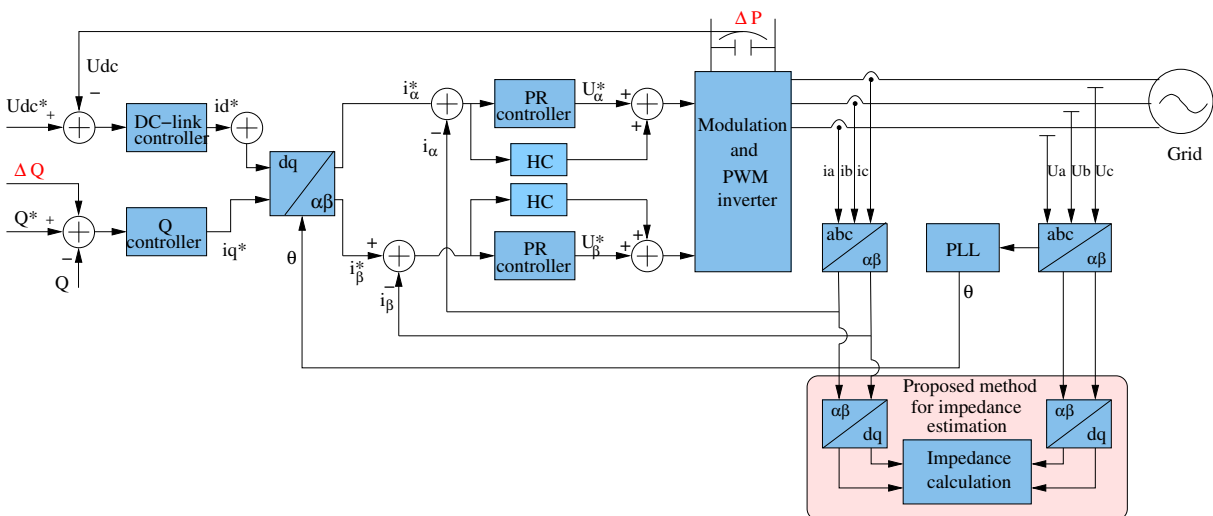 Δ P
Udc
−
Udc*
+
DC−link
controller
id*
Δ Q
Q*
+
−
Q
Q
controller
iq*
dq
αβ
θ
i*α
−
iα
+
i*β
−
iβ
PR
controller
U*α
+
+
HC
HC
PR
controller
U*β
+
+
Modulation
and
PWM
inverter
Grid
ia
ib
ic
Ua
Ub
Uc
abc
αβ
PLL
θ
abc
αβ
Proposed method
for impedance
estimation
αβ
dq
αβ
dq
Impedance
calculation